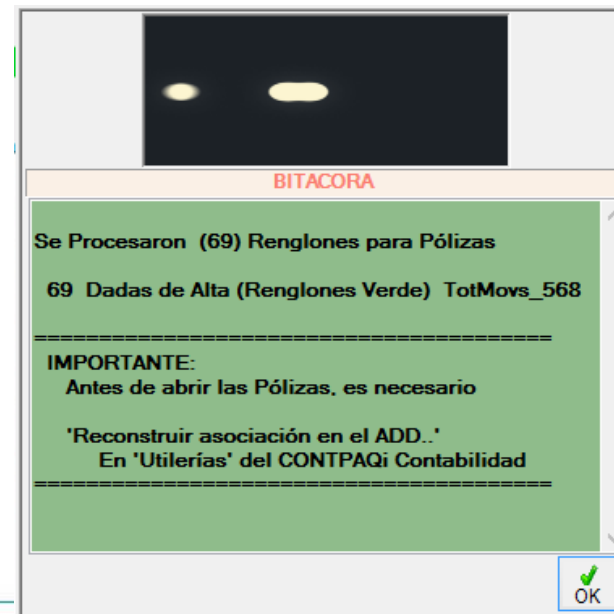 BITACORA
Se Procesaron (69) Renglones para Pólizas
69 Dadas de Alta (Renglones Verde) TotMovs_568
========================================
IMPORTANTE:
Antes de abrir las Pólizas, es necesario
'Reconstruir asociación en el ADD..'
En 'Utilerías' del CONTPAQi Contabilidad
========================================
OK